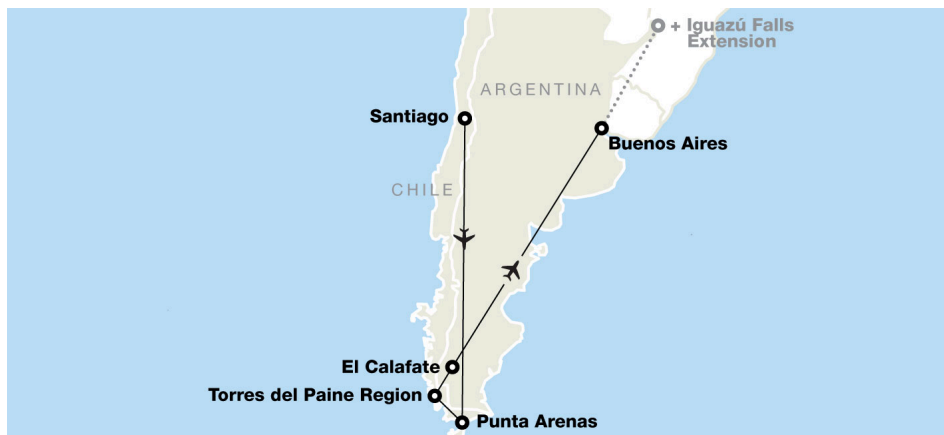 + Iguazú Falls
Extension
ARGENTINA
Santiago
Buenos Aires
CHILE
El Calafate
Torres del Paine Region
Punta Arenas